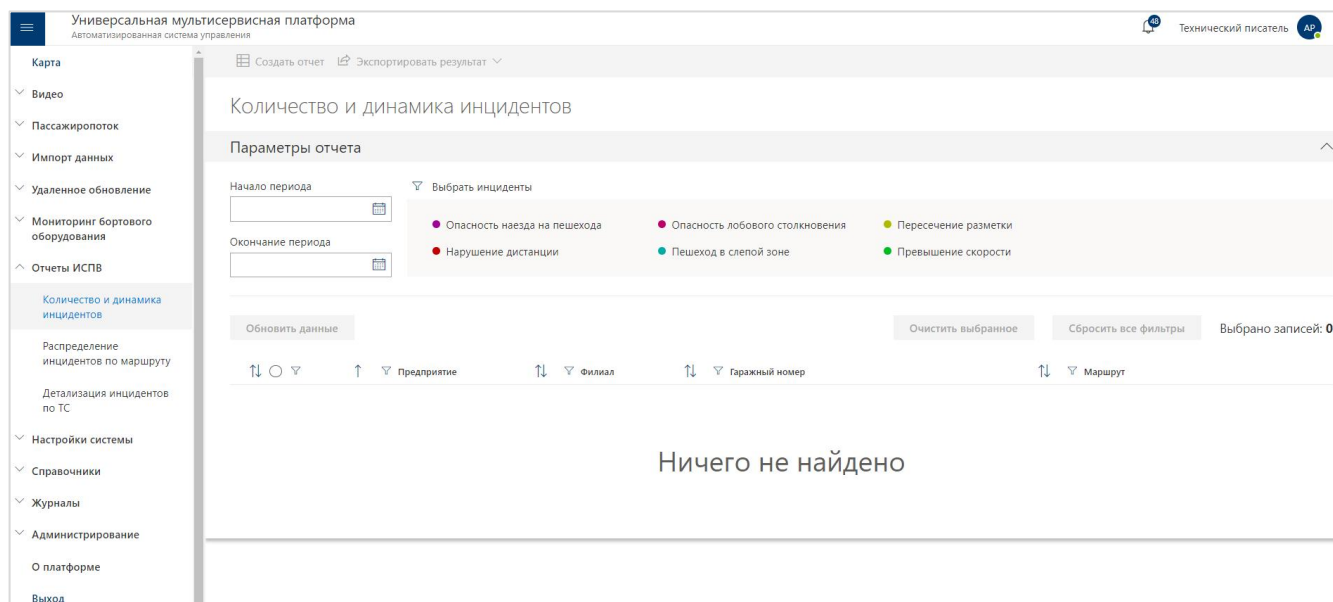 Универсальная мультисервисная платформа
Автоматизированная система управления
48
Технический писатель
AP
Карта
Видео
Пассажиропоток
Импорт данных
Удаленное обновление
Мониторинг бортового
оборудования
Отчеты ИСПВ
Количество и динамика
инцидентов
Распределение
инцидентов по маршруту
Детализация инцидентов
по ТС
Настройки системы
Справочники
Журналы
Администрирование
О платформе
Выход
Создать отчет Экспортировать результат
Количество и динамика инцидентов
Параметры отчета
Начало периода
Окончание периода
Выбрать инциденты
Опасность наезда на пешехода Опасность лобового столкновения Пересечение разметки
Нарушение дистанции Пешеход в слепой зоне Превышение скорости
Обновить данные Очистить выбранное Сбросить все фильтры Выбрано записей: 0
Предприятие Филиал Гаражный номер Маршрут
Ничего не найдено